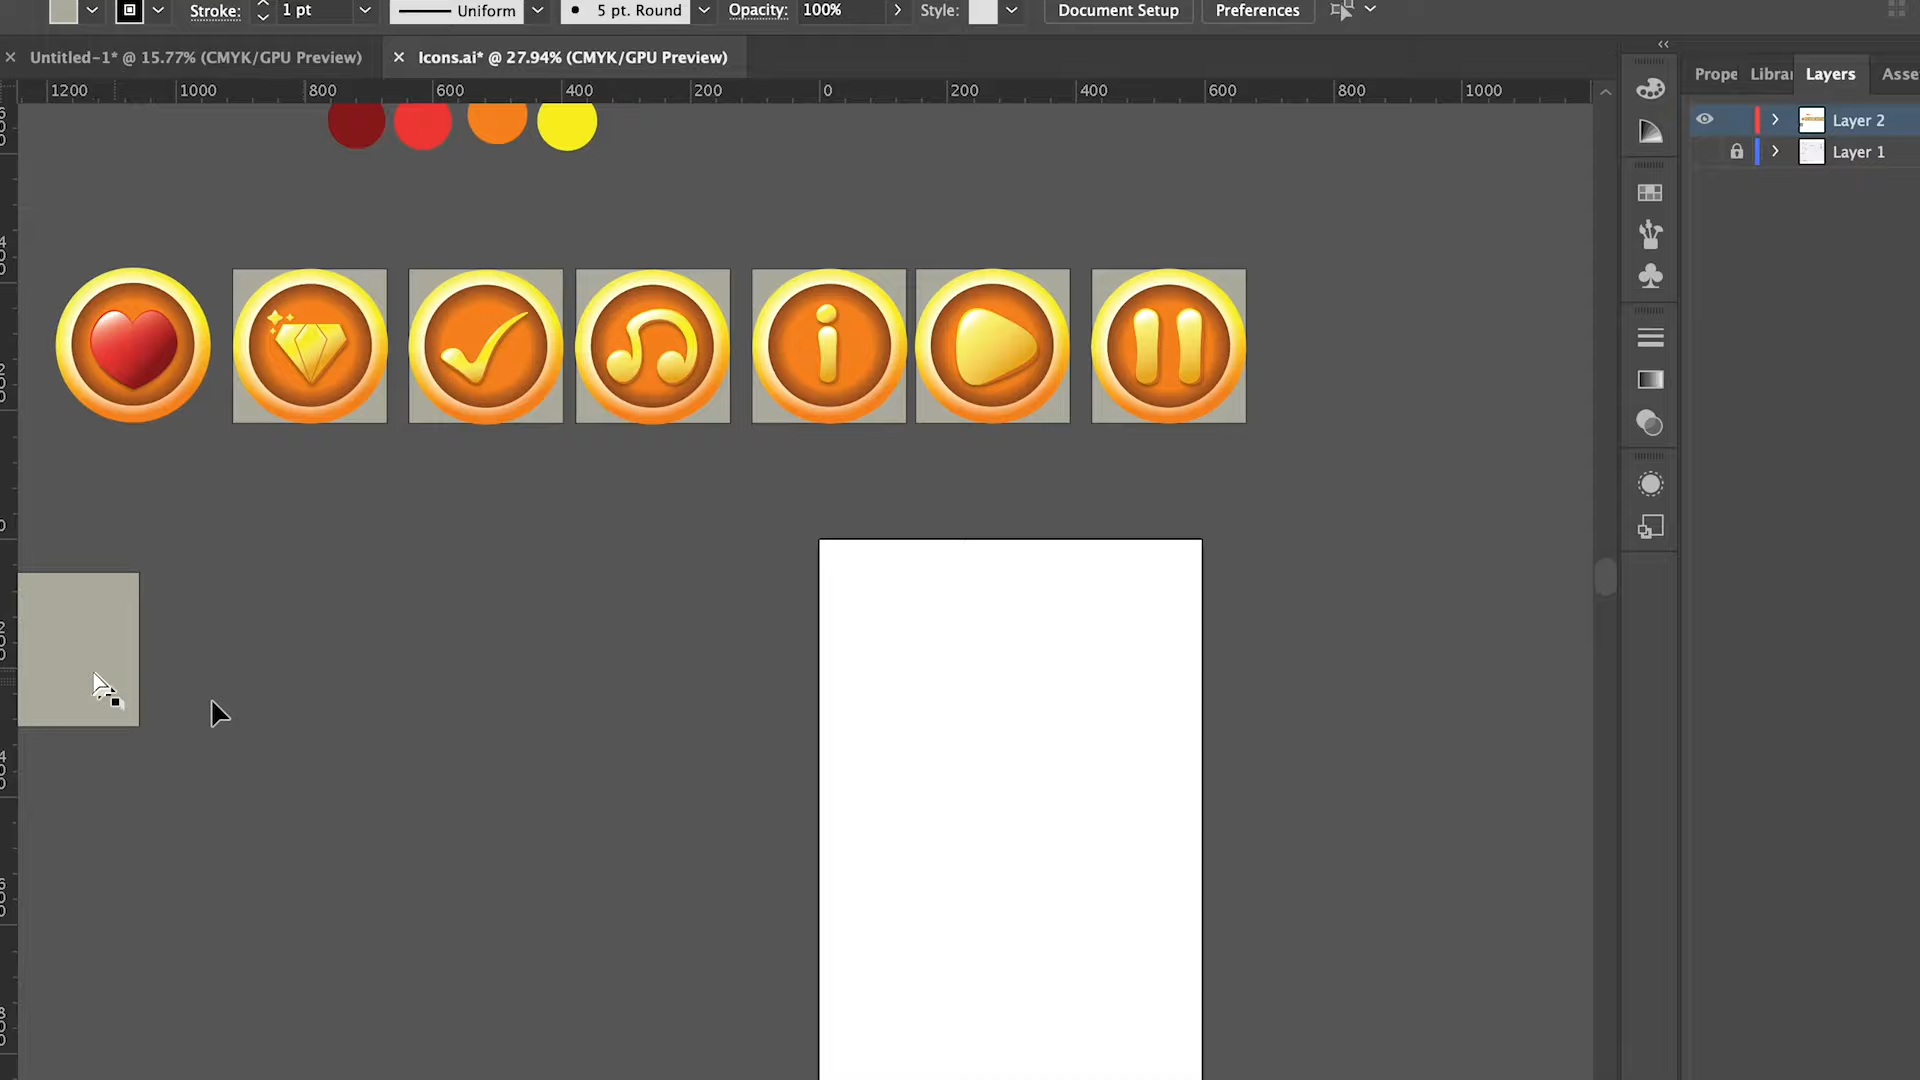 Stroke: 1 pt Uniform 5 pt. Round Opacity: 100% Style: Document Setup Preferences
Untitled-1* @ 15.77% (CMYK/GPU Preview) Icons.ai* @ 27.94% (CMYK/GPU Preview)
Prope Librar Layers Asse
1200 1000 800 600 400 200 0 200 400 600 800 1000
Layer 2
Layer 1